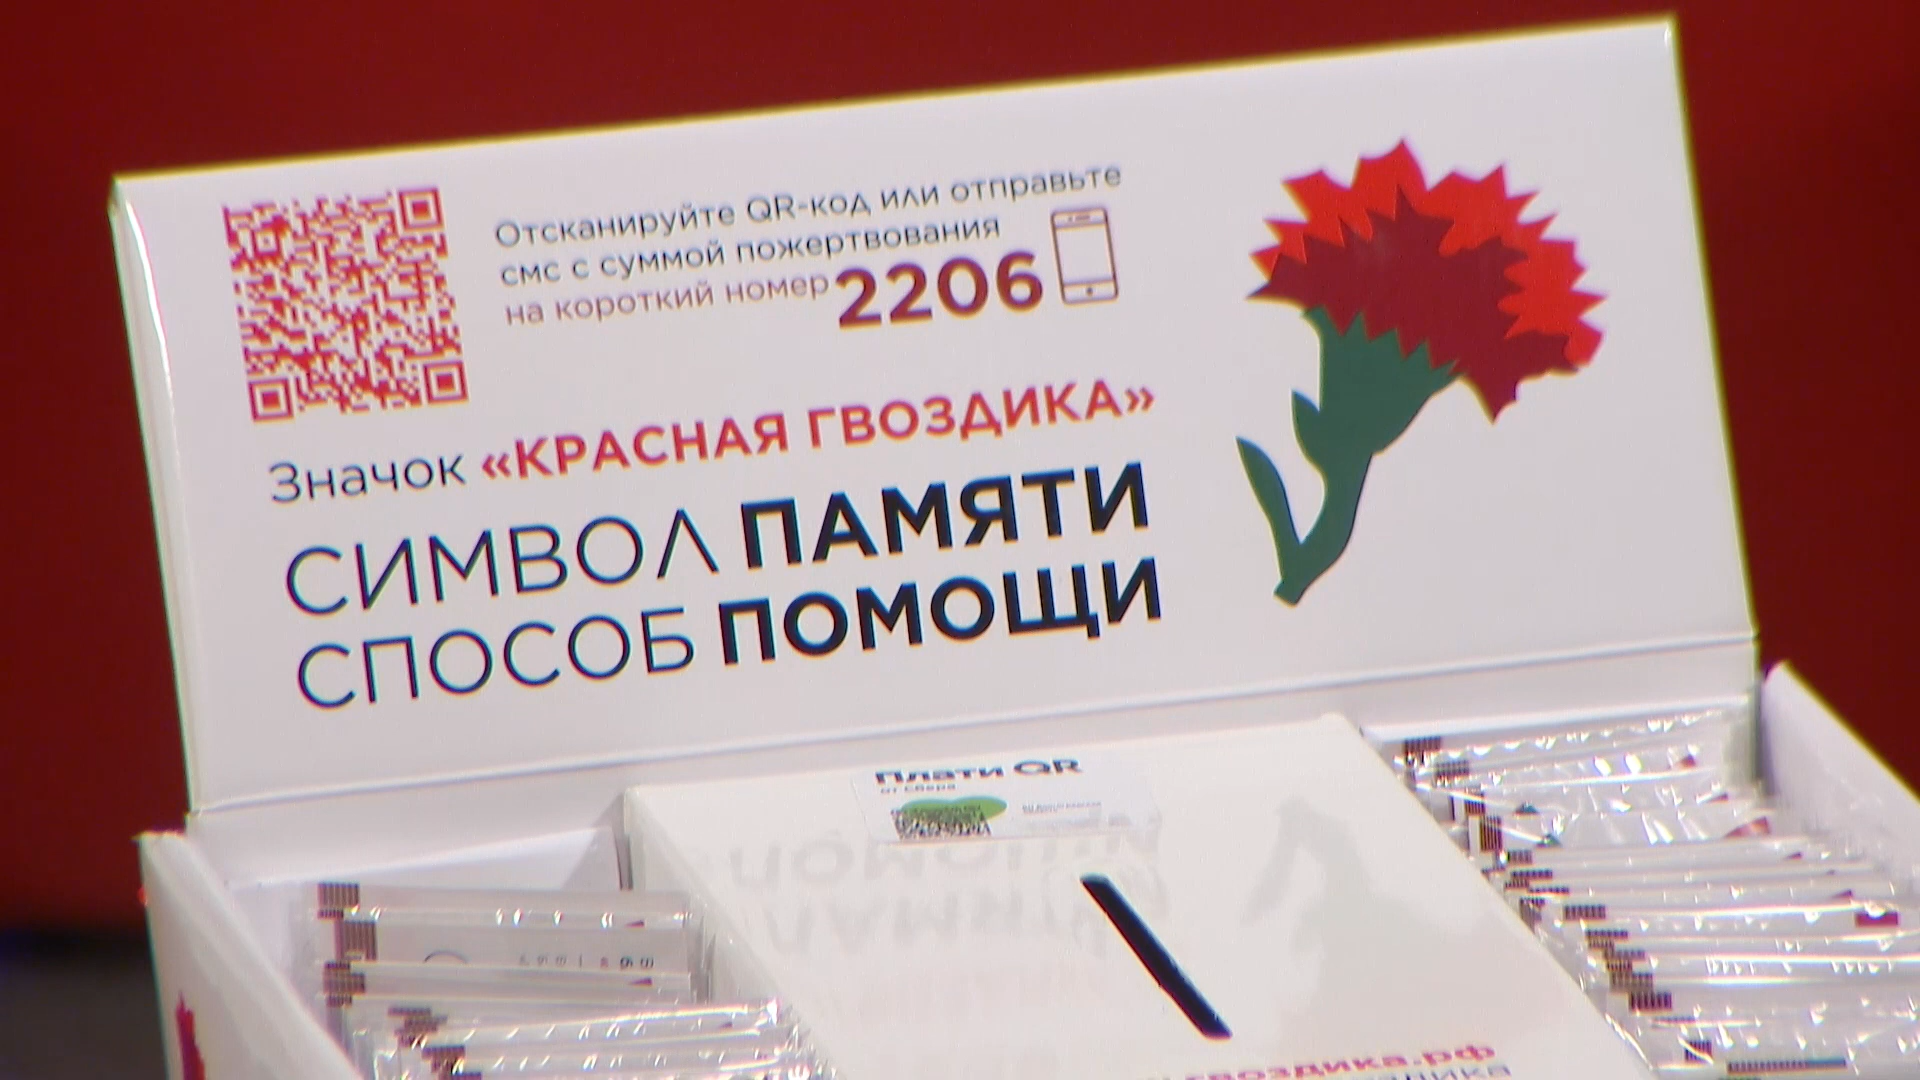 Отсканируйте QR-код или отправьте
смс с суммой пожертвования
на короткий номер 2206
Значок «КРАСНАЯ ГВОЗДИКА»
СИМВОЛ ПАМЯТИ
СПОСОБ ПОМОЩИ
Плати QR
от Сбера
гвоздика.рф